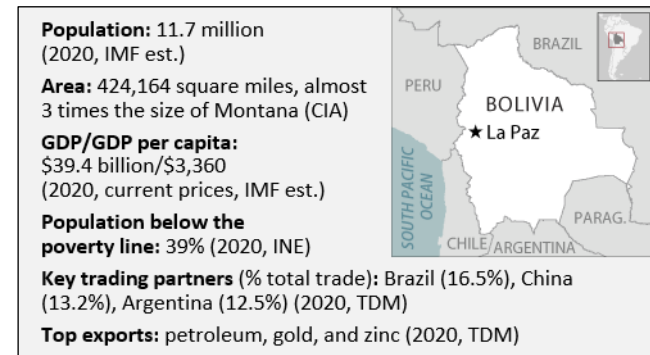 Population: 11.7 million
(2020, IMF est.)
Area: 424,164 square miles, almost
3 times the size of Montana (CIA)
GDP/GDP per capita:
$39.4 billion/$3,360
(2020, current prices, IMF est.)
Population below the
poverty line: 39% (2020, INE)
Key trading partners (% total trade): Brazil (16.5%), China
(13.2%), Argentina (12.5%) (2020, TDM)
Top exports: petroleum, gold, and zinc (2020, TDM)
BRAZIL
PERU
BOLIVIA
La Paz
SOUTH PACIFIC
OCEAN
PARAG.
CHILE
ARGENTINA